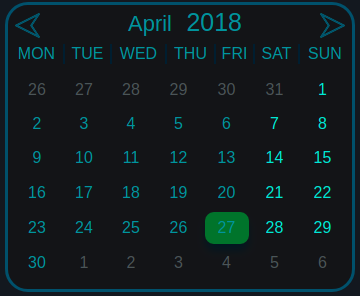 April 2018
MON TUE WED THU FRI SAT SUN
26 27 28 29 30 31 1
2 3 4 5 6 7 8
9 10 11 12 13 14 15
16 17 18 19 20 21 22
23 24 25 26 27 28 29
30 1 2 3 4 5 6